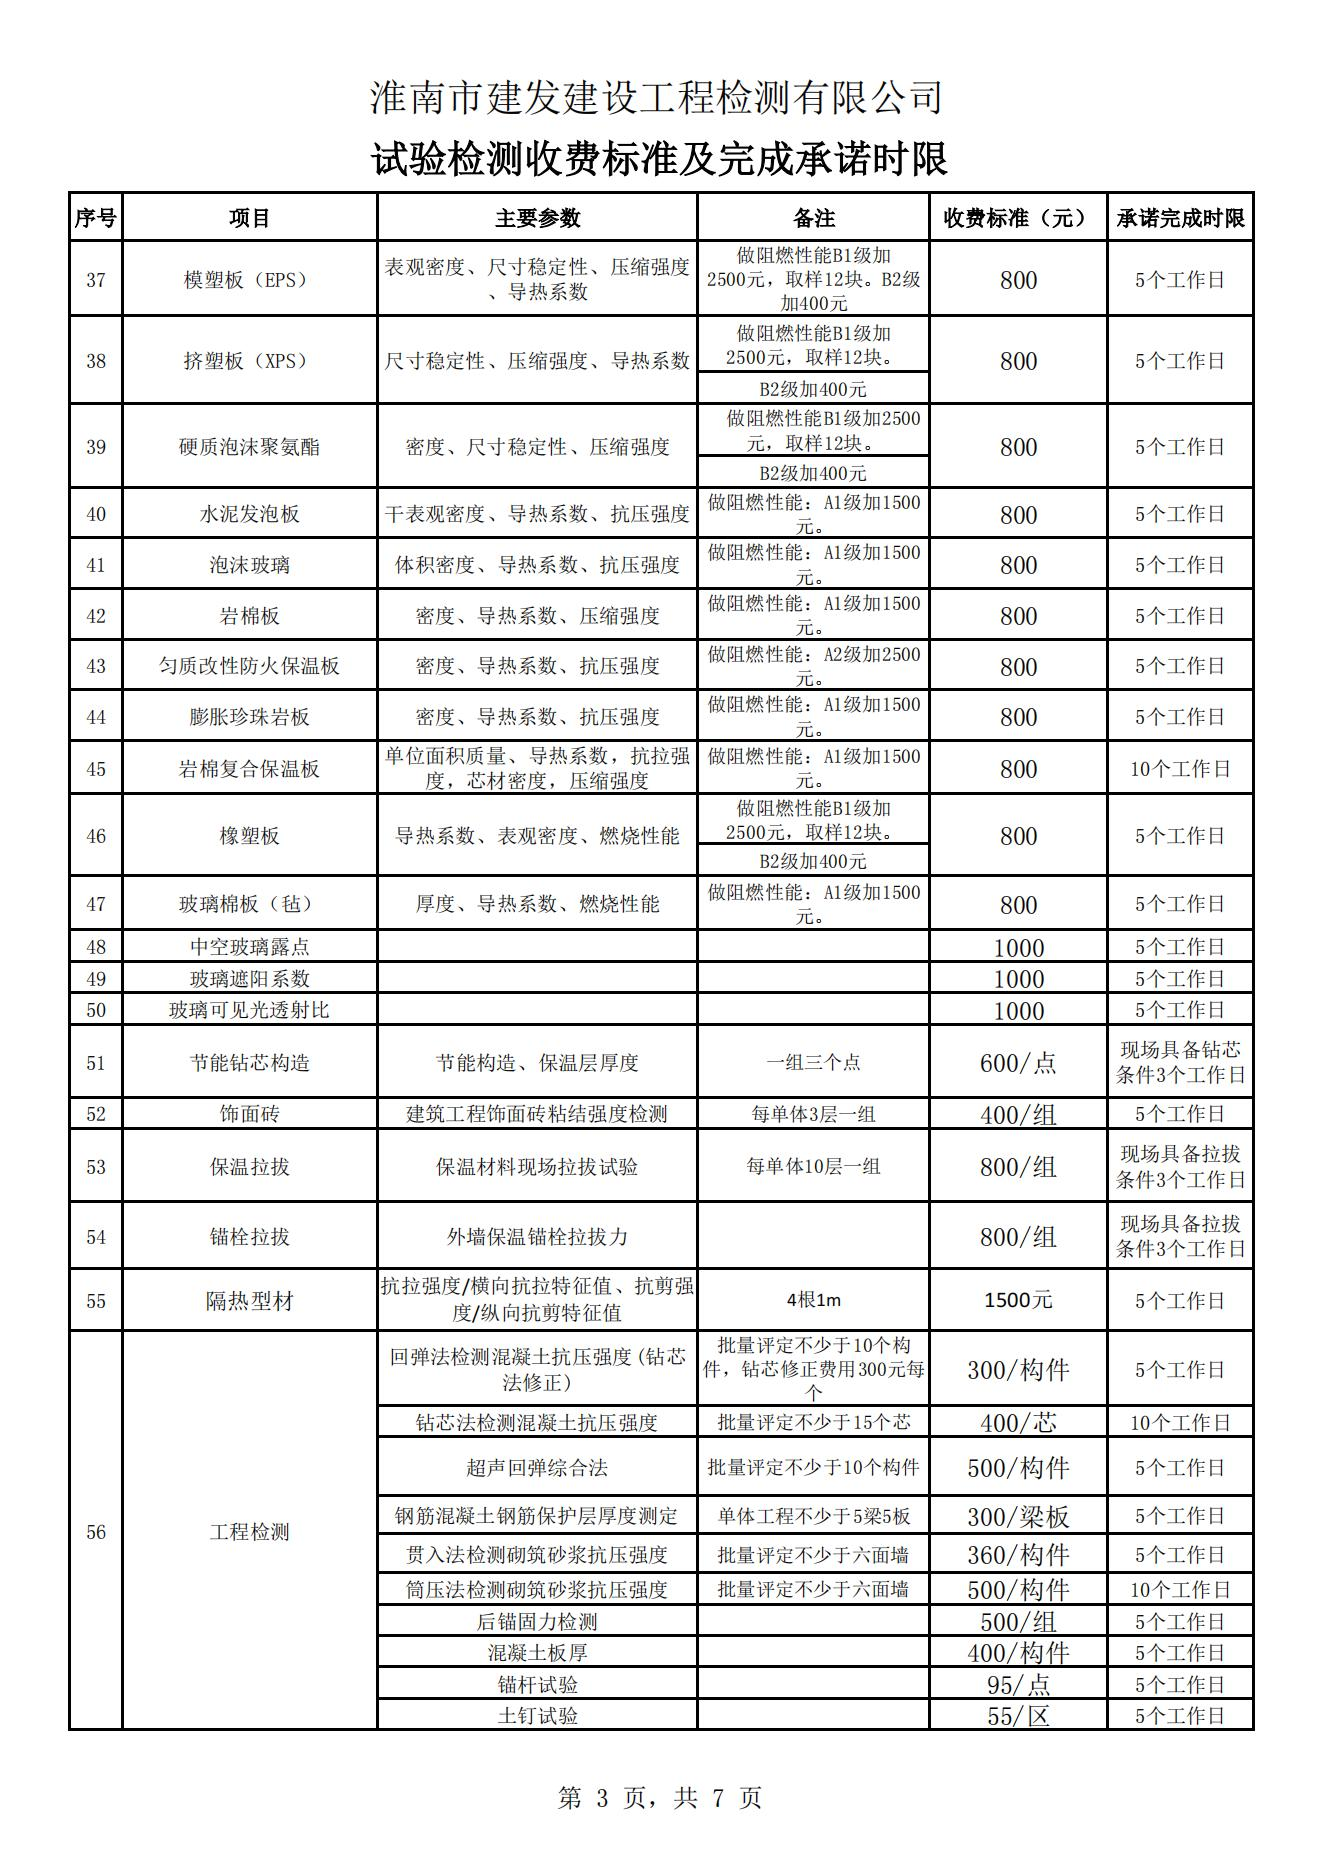 淮南市建发建设工程检测有限公司
试验检测收费标准及完成承诺时限
序号 项目 主要参数 备注 收费标准（元） 承诺完成时限
37 模塑板（EPS） 表观密度、尺寸稳定性、压缩强度
、导热系数 做阻燃性能B1级加
2500元，取样12块。B2级
加400元 800 5个工作日
38 挤塑板（XPS） 尺寸稳定性、压缩强度、导热系数 做阻燃性能B1级加
2500元，取样12块。
B2级加400元 800 5个工作日
39 硬质泡沫聚氨酯 密度、尺寸稳定性、压缩强度 做阻燃性能B1级加2500
元，取样12块。
B2级加400元 800 5个工作日
40 水泥发泡板 干表观密度、导热系数、抗压强度 做阻燃性能：A1级加1500
元。 800 5个工作日
41 泡沫玻璃 体积密度、导热系数、抗压强度 做阻燃性能：A1级加1500
元。 800 5个工作日
42 岩棉板 密度、导热系数、压缩强度 做阻燃性能：A1级加1500
元。 800 5个工作日
43 匀质改性防火保温板 密度、导热系数、抗压强度 做阻燃性能：A2级加2500
元。 800 5个工作日
44 膨胀珍珠岩板 密度、导热系数、抗压强度 做阻燃性能：A1级加1500
元。 800 5个工作日
45 岩棉复合保温板 单位面积质量、导热系数，抗拉强
度，芯材密度，压缩强度 做阻燃性能：A1级加1500
元。 800 10个工作日
46 橡塑板 导热系数、表观密度、燃烧性能 做阻燃性能B1级加
2500元，取样12块。
B2级加400元 800 5个工作日
47 玻璃棉板（毡） 厚度、导热系数、燃烧性能 做阻燃性能：A1级加1500
元。 800 5个工作日
48 中空玻璃露点 1000 5个工作日
49 玻璃遮阳系数 1000 5个工作日
50 玻璃可见光透射比 1000 5个工作日
51 节能钻芯构造 节能构造、保温层厚度 一组三个点 600/点 现场具备钻芯
条件3个工作日
52 饰面砖 建筑工程饰面砖粘结强度检测 每单体3层一组 400/组 5个工作日
53 保温拉拔 保温材料现场拉拔试验 每单体10层一组 800/组 现场具备拉拔
条件3个工作日
54 锚栓拉拔 外墙保温锚栓拉拔力 800/组 现场具备拉拔
条件3个工作日
55 隔热型材 抗拉强度/横向抗拉特征值、抗剪强
度/纵向抗剪特征值 4根1m 1500元 5个工作日
56 工程检测 回弹法检测混凝土抗压强度(钻芯
法修正) 批量评定不少于10个构
件，钻芯修正费用300元每
个 300/构件 5个工作日
钻芯法检测混凝土抗压强度 批量评定不少于15个芯 400/芯 10个工作日
超声回弹综合法 批量评定不少于10个构件 500/构件 5个工作日
钢筋混凝土钢筋保护层厚度测定 单体工程不少于5梁5板 300/梁板 5个工作日
贯入法检测砌筑砂浆抗压强度 批量评定不少于六面墙 360/构件 5个工作日
筒压法检测砌筑砂浆抗压强度 批量评定不少于六面墙 500/构件 10个工作日
后锚固力检测 500/组 5个工作日
混凝土板厚 400/构件 5个工作日
锚杆试验 95/点 5个工作日
土钉试验 55/区 5个工作日
第 3 页，共 7 页